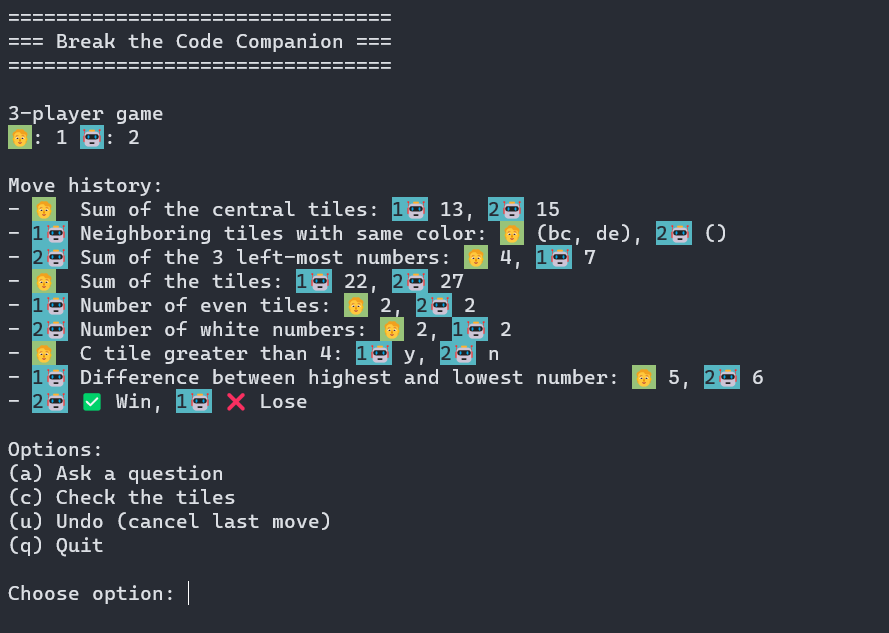 ================================
=== Break the Code Companion ===
================================
3-player game
👩: 1 🤖: 2
Move history:
- 👩 Sum of the central tiles: 1🤖 13, 2🤖 15
- 1🤖 Neighboring tiles with same color: 👩 (bc, de), 2🤖 ()
- 2🤖 Sum of the 3 left-most numbers: 👩 4, 1🤖 7
- 👩 Sum of the tiles: 1🤖 22, 2🤖 27
- 1🤖 Number of even tiles: 👩 2, 2🤖 2
- 2🤖 Number of white numbers: 👩 2, 1🤖 2
- 👩 C tile greater than 4: 1🤖 y, 2🤖 n
- 1🤖 Difference between highest and lowest number: 👩 5, 2🤖 6
- 2🤖 ✅ Win, 1🤖 ❌ Lose
Options:
(a) Ask a question
(c) Check the tiles
(u) Undo (cancel last move)
(q) Quit
Choose option: